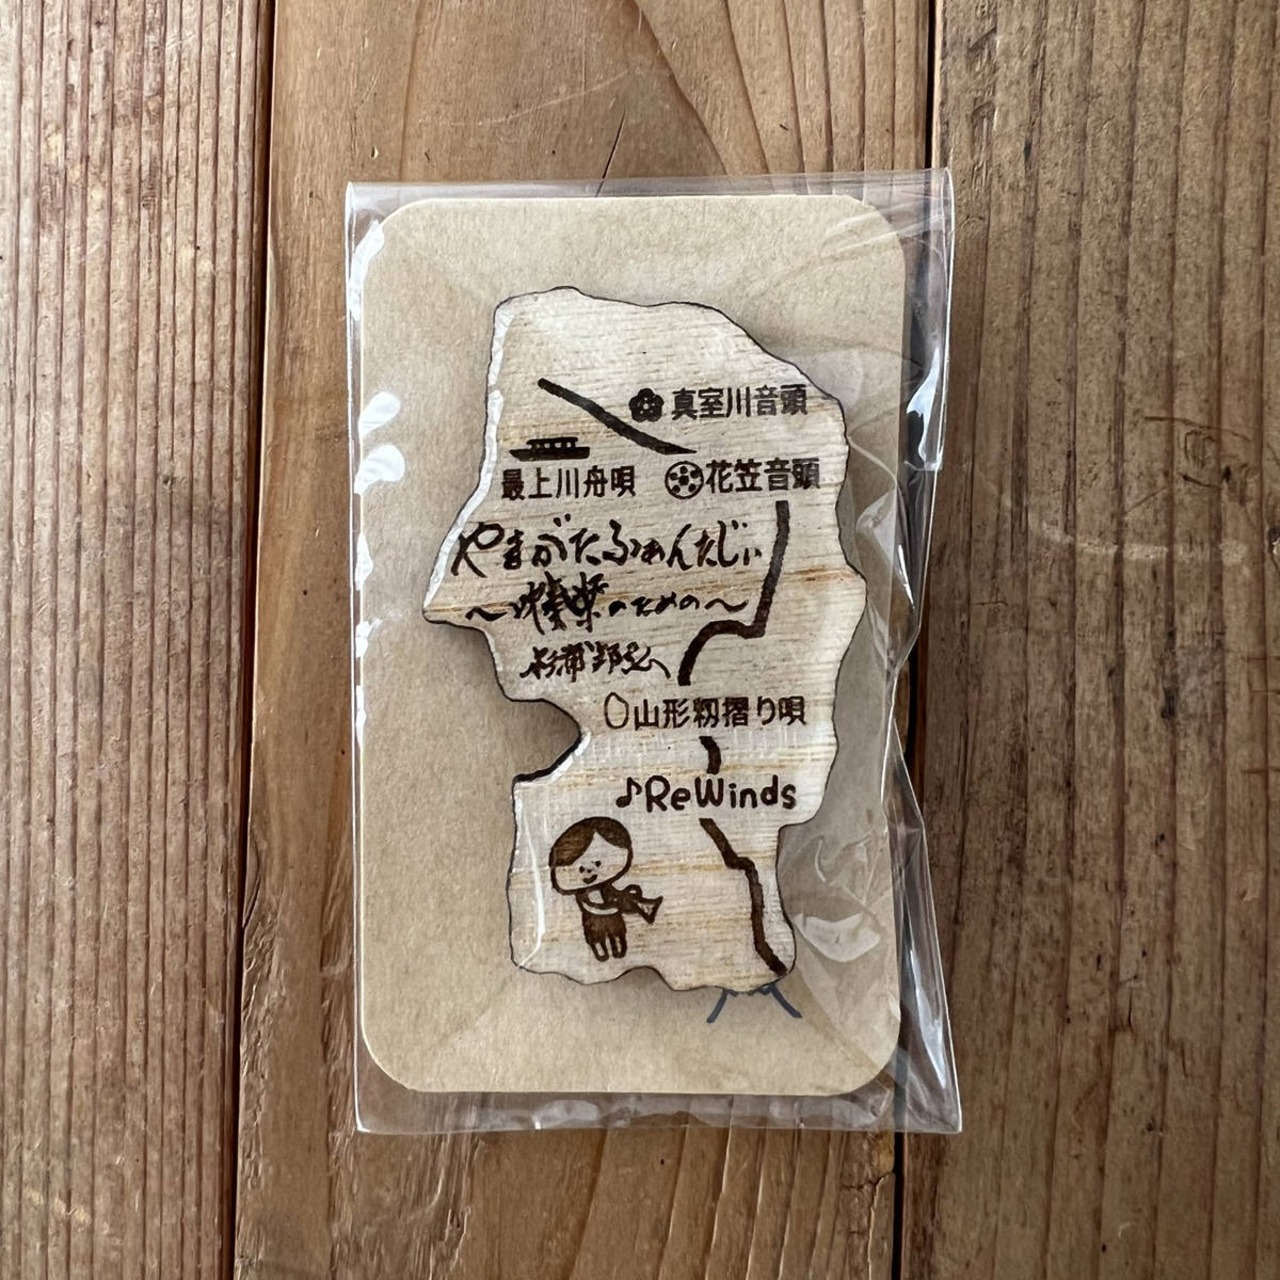 真室川音頭
最上川舟唄
花笠音頭
やまがたふぁんたじぃ
～吹奏楽のための～
杉浦邦弘
山形籾摺り唄
♪ReWinds